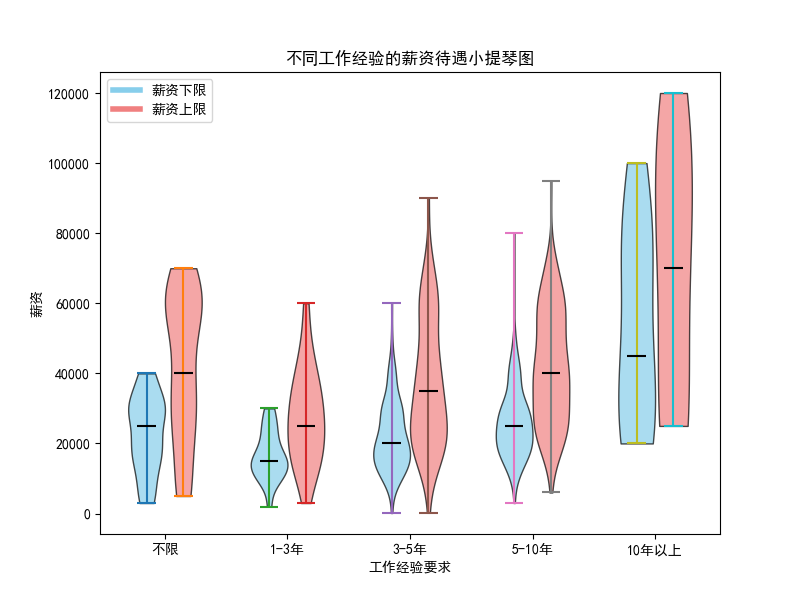 不同工作经验的薪资待遇小提琴图
薪资下限
薪资上限
120000
100000
80000
60000
40000
20000
0
薪资
不限
1-3年
3-5年
5-10年
10年以上
工作经验要求